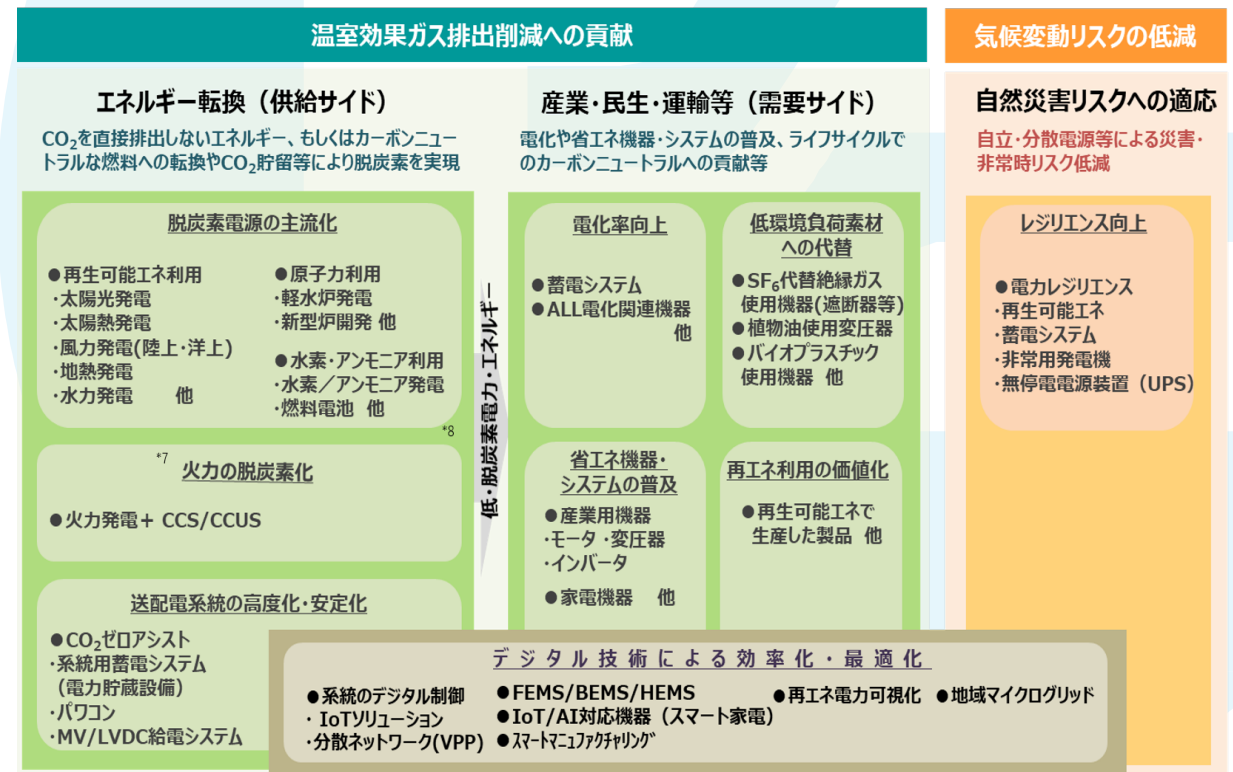 温室効果ガス排出削減への貢献
気候変動リスクの低減
エネルギー転換（供給サイド）
CO₂を直接排出しないエネルギー、もしくはカーボンニュー
トラルな燃料への転換やCO₂貯留等により脱炭素を実現
脱炭素電源の主流化
●再生可能エネ利用
・太陽光発電
・太陽熱発電
・風力発電(陸上・洋上)
・地熱発電
・水力発電　　他
●原子力利用
・軽水炉発電
・新型炉開発 他
●水素・アンモニア利用
・水素／アンモニア発電
・燃料電池 他
*8
*7
火力の脱炭素化
●火力発電＋ CCS/CCUS
送配電系統の高度化・安定化
●CO₂ゼロアシスト
・系統用蓄電システム
（電力貯蔵設備）
・パワコン
・MV/LVDC給電システム
低・脱炭素電力・エネルギー
産業・民生・運輸等（需要サイド）
電化や省エネ機器・システムの普及、ライフサイクルで
のカーボンニュートラルへの貢献等
電化率向上
●蓄電システム
●ALL電化関連機器
他
低環境負荷素材
への代替
●SF₆代替絶縁ガス
使用機器(遮断器等)
●植物油使用変圧器
●バイオプラスチック
使用機器 他
省エネ機器・
システムの普及
●産業用機器
・モータ ・変圧器
・インバータ
●家電機器　他
再エネ利用の価値化
●再生可能エネで
生産した製品 他
自然災害リスクへの適応
自立・分散電源等による災害・
非常時リスク低減
レジリエンス向上
●電力レジリエンス
・再生可能エネ
・蓄電システム
・非常用発電機
・無停電電源装置（UPS）
デジタル技術による効率化・最適化
●系統のデジタル制御
・ IoTソリューション
・分散ネットワーク(VPP)
●FEMS/BEMS/HEMS
●IoT/AI対応機器（スマート家電）
●ｽﾏｰﾄﾏﾆｭﾌｧｸﾁｬﾘﾝｸﾞ
●再エネ電力可視化
●地域マイクログリッド